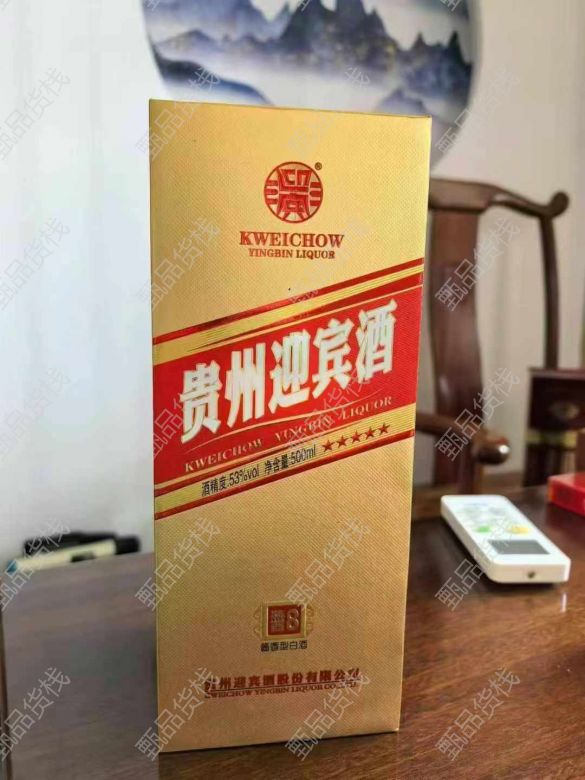 ®
KWEICHOW
YINGBIN LIQUOR
贵州迎宾酒
KWEICHOW YINGBIN LIQUOR
酒精度:53%vol 净含量:500ml ★★★★★
酱8
酱香型白酒
贵州迎宾酒股份有限公司
KWEICHOW YINGBIN LIQUOR CO.,LTD
甄品货栈